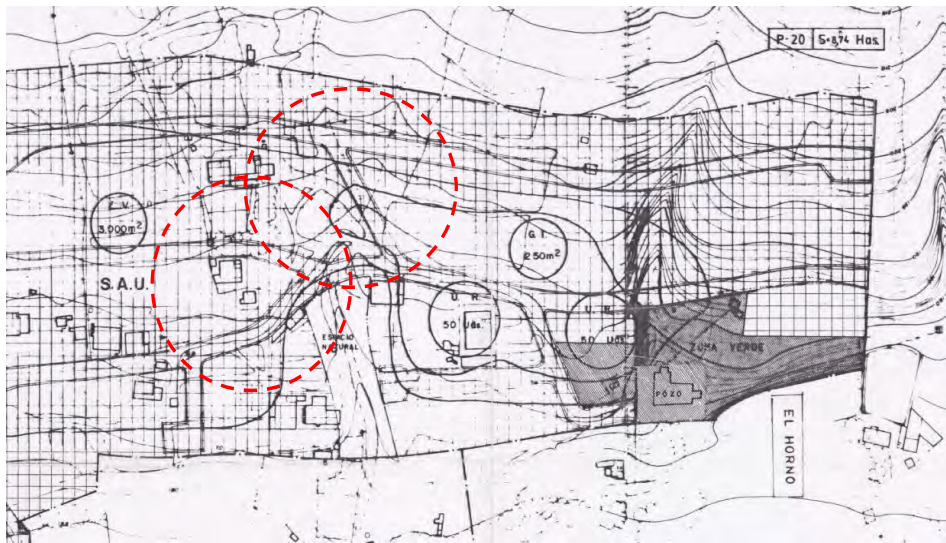 P-20 S=8,74 Has.
Z.V.
3.000m²
G.I.
250m²
S.A.U.
U.R.
50 Uds.
U.R.
50 Uds.
ESPACIO
NATURAL
ZONA VERDE
POZO
EL HORNO